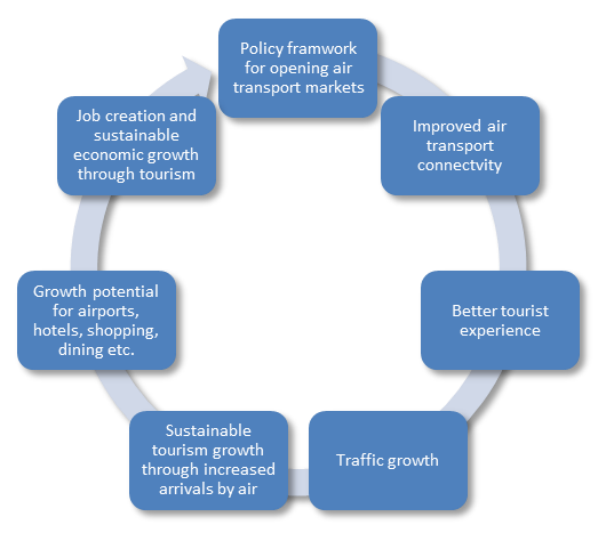 Policy framwork
for opening air
transport markets
Improved air
transport
connectvity
Better tourist
experience
Traffic growth
Sustainable
tourism growth
through increased
arrivals by air
Growth potential
for airports,
hotels, shopping,
dining etc.
Job creation and
sustainable
economic growth
through tourism